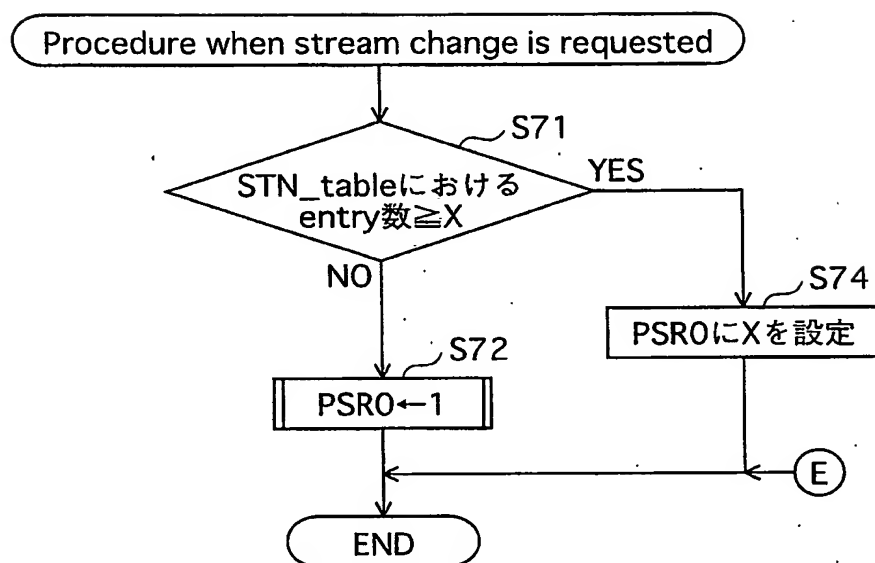 Procedure when stream change is requested
S71
STN_tableにおける
entry数≧X
YES
NO
S74
PSR0にXを設定
S72
PSR0←1
E
END